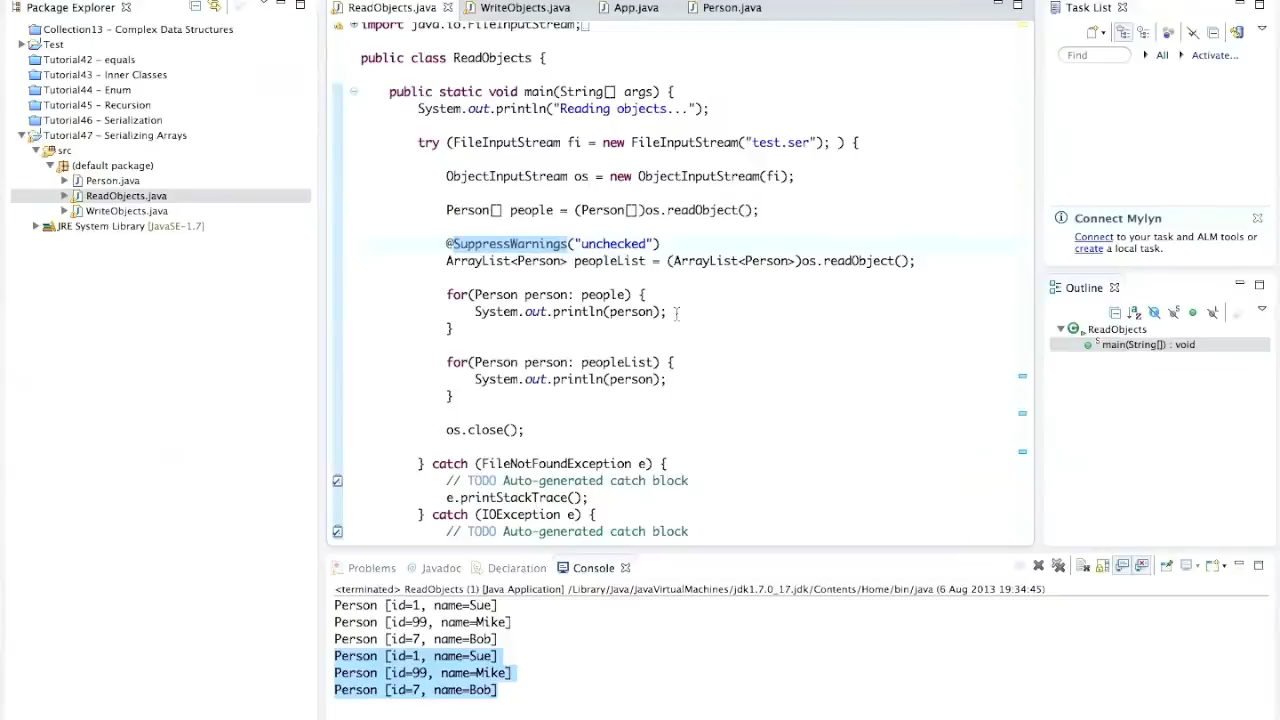 Package Explorer
Collection13 - Complex Data Structures
Test
Tutorial42 - equals
Tutorial43 - Inner Classes
Tutorial44 - Enum
Tutorial45 - Recursion
Tutorial46 - Serialization
Tutorial47 - Serializing Arrays
src
(default package)
Person.java
ReadObjects.java
WriteObjects.java
JRE System Library [JavaSE-1.7]
ReadObjects.java WriteObjects.java App.java Person.java
import java.io.FileInputStream;
public class ReadObjects {
public static void main(String[] args) {
System.out.println("Reading objects...");
try (FileInputStream fi = new FileInputStream("test.ser"); ) {
ObjectInputStream os = new ObjectInputStream(fi);
Person[] people = (Person[])os.readObject();
@SuppressWarnings("unchecked")
ArrayList<Person> peopleList = (ArrayList<Person>)os.readObject();
for(Person person: people) {
System.out.println(person);
}
for(Person person: peopleList) {
System.out.println(person);
}
os.close();
} catch (FileNotFoundException e) {
// TODO Auto-generated catch block
e.printStackTrace();
} catch (IOException e) {
// TODO Auto-generated catch block
Task List
Find All Activate...
Connect Mylyn
Connect to your task and ALM tools or
create a local task.
Outline
ReadObjects
main(String[]) : void
Problems Javadoc Declaration Console
<terminated> ReadObjects (1) [Java Application] /Library/Java/JavaVirtualMachines/jdk1.7.0_17.jdk/Contents/Home/bin/java (6 Aug 2013 19:34:45)
Person [id=1, name=Sue]
Person [id=99, name=Mike]
Person [id=7, name=Bob]
Person [id=1, name=Sue]
Person [id=99, name=Mike]
Person [id=7, name=Bob]